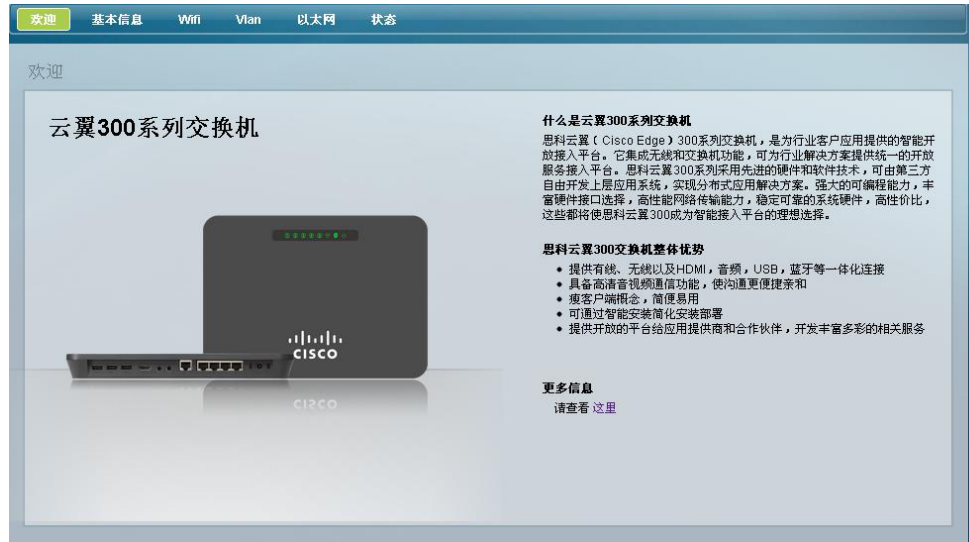 欢迎 基本信息 Wifi Vlan 以太网 状态
欢迎
云翼300系列交换机
CISCO
什么是云翼300系列交换机
思科云翼（Cisco Edge）300系列交换机，是为行业客户应用提供的智能开
放接入平台。它集成无线和交换机功能，可为行业解决方案提供统一的开放
服务接入平台。思科云翼300系列采用先进的硬件和软件技术，可由第三方
自由开发上层应用系统，实现分布式应用解决方案。强大的可编程能力，丰
富硬件接口选择，高性能网络传输能力，稳定可靠的系统硬件，高性价比，
这些都将使思科云翼300成为智能接入平台的理想选择。
思科云翼300交换机整体优势
• 提供有线、无线以及HDMI，音频，USB，蓝牙等一体化连接
• 具备高清音视频通信功能，使沟通更便捷亲和
• 瘦客户端概念，简便易用
• 可通过智能安装简化安装部署
• 提供开放的平台给应用提供商和合作伙伴，开发丰富多彩的相关服务
更多信息
请查看 这里